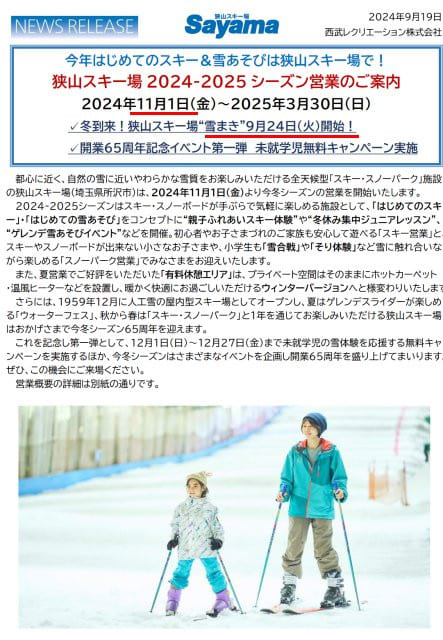 NEWS RELEASE
狭山スキー場
Sayama
2024年9月19日
西武レクリエーション株式会社
今年はじめてのスキー＆雪あそびは狭山スキー場で！
狭山スキー場 2024-2025 シーズン営業のご案内
2024年11月1日(金)～2025年3月30日(日)
✓冬到来！狭山スキー場“雪まき”9月24日(火)開始！
✓開業65周年記念イベント第一弾　未就学児無料キャンペーン実施
都心に近く、自然の雪に近いやわらかな雪質をお楽しみいただける全天候型「スキー・スノーパーク」施設
の狭山スキー場(埼玉県所沢市)は、2024年11月1日(金)より今冬シーズンの営業を開始いたします。
2024-2025シーズンはスキー・スノーボードが手ぶらで気軽に楽しめる施設として、「はじめてのスキ
ー」・「はじめての雪あそび」をコンセプトに“親子ふれあいスキー体験”や“冬休み集中ジュニアレッスン”、
“ゲレンデ雪あそびイベント”などを開催。初心者やお子さまづれのご家族も安心して遊べる「スキー営業」と、
スキーやスノーボードが出来ない小さなお子さまや、小学生も「雪合戦」や「そり体験」など雪に触れ合いな
がら楽しめる「スノーパーク営業」でみなさまをお迎えいたします。
また、夏営業でご好評をいただいた「有料休憩エリア」は、プライベート空間はそのままにホットカーペット
・温風ヒーターなどを設置し、暖かく快適にお過ごしいただけるウィンターバージョンへと様変わりいたします
さらには、1959年12月に人工雪の屋内型スキー場としてオープンし、夏はゲレンデスライダーが楽しめ
る「ウォーターフェス」、秋から春は「スキー・スノーパーク」と1年を通じてお楽しみいただける狭山スキー場
はおかげさまで今冬シーズン65周年を迎えます。
これを記念し第一弾として、12月1日(日)～12月27日(金)まで未就学児の雪体験を応援する無料キャ
ンペーンを実施するほか、今冬シーズンはさまざまなイベントを企画し開業65周年を盛り上げてまいります
ぜひ、この機会にご来場ください。
営業概要の詳細は別紙の通りです。